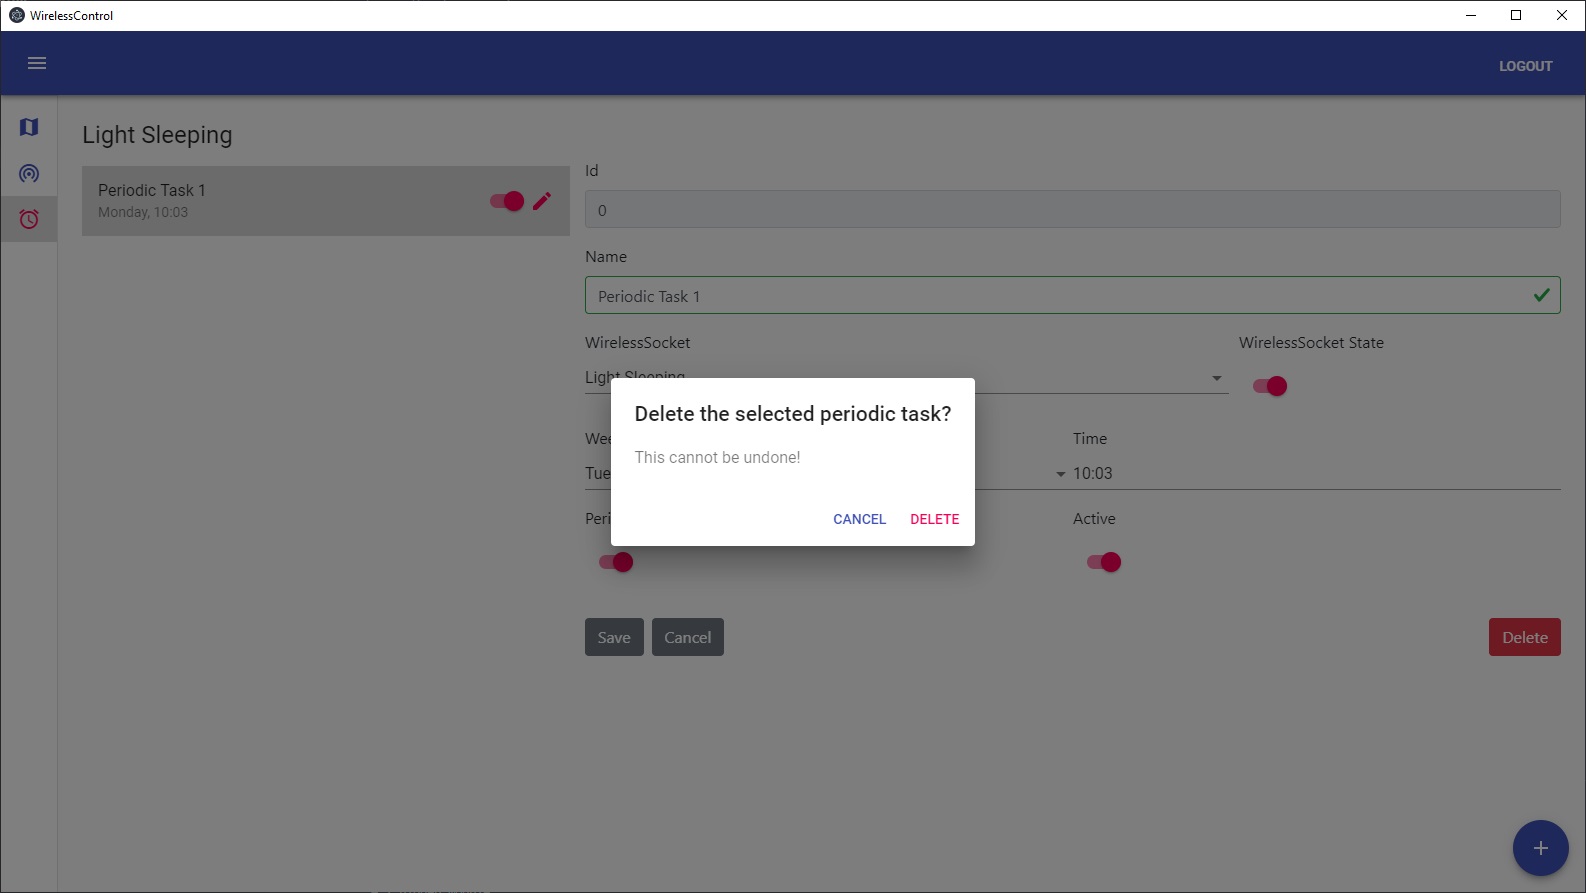 WirelessControl
LOGOUT
Light Sleeping
Periodic Task 1
Monday, 10:03
Id
0
Name
Periodic Task 1
WirelessSocket
WirelessSocket State
Light Sleeping
Delete the selected periodic task?
This cannot be undone!
CANCEL
DELETE
Wee
Time
Tue
10:03
Peri
Active
Save
Cancel
Delete